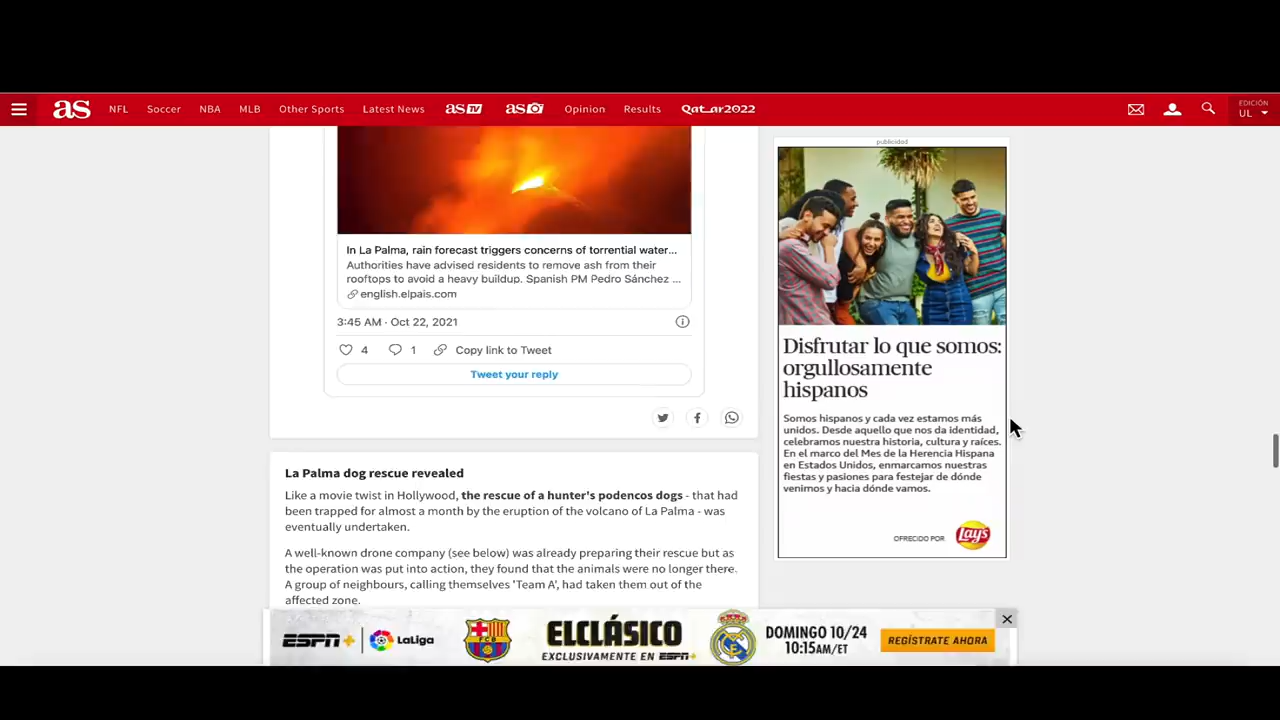 as
NFL
Soccer
NBA
MLB
Other Sports
Latest News
as TV
as
Opinion
Results
Qat_ar2022
EDICIÓN
UL
In La Palma, rain forecast triggers concerns of torrential water...
Authorities have advised residents to remove ash from their
rooftops to avoid a heavy buildup. Spanish PM Pedro Sánchez ...
english.elpais.com
3:45 AM · Oct 22, 2021
4
1
Copy link to Tweet
Tweet your reply
La Palma dog rescue revealed
Like a movie twist in Hollywood, the rescue of a hunter's podencos dogs - that had
been trapped for almost a month by the eruption of the volcano of La Palma - was
eventually undertaken.
A well-known drone company (see below) was already preparing their rescue but as
the operation was put into action, they found that the animals were no longer there.
A group of neighbours, calling themselves 'Team A', had taken them out of the
affected zone.
publicidad
Disfrutar lo que somos:
orgullosamente
hispanos
Somos hispanos y cada vez estamos más
unidos. Desde aquello que nos da identidad,
celebramos nuestra historia, cultura y raíces.
En el marco del Mes de la Herencia Hispana
en Estados Unidos, enmarcamos nuestras
fiestas y pasiones para festejar de dónde
venimos y hacia dónde vamos.
OFRECIDO POR
Lay's
ESPN+
LaLiga
FCB
ELCLÁSICO
EXCLUSIVAMENTE EN ESPN+
DOMINGO 10/24
10:15AM/ET
REGÍSTRATE AHORA